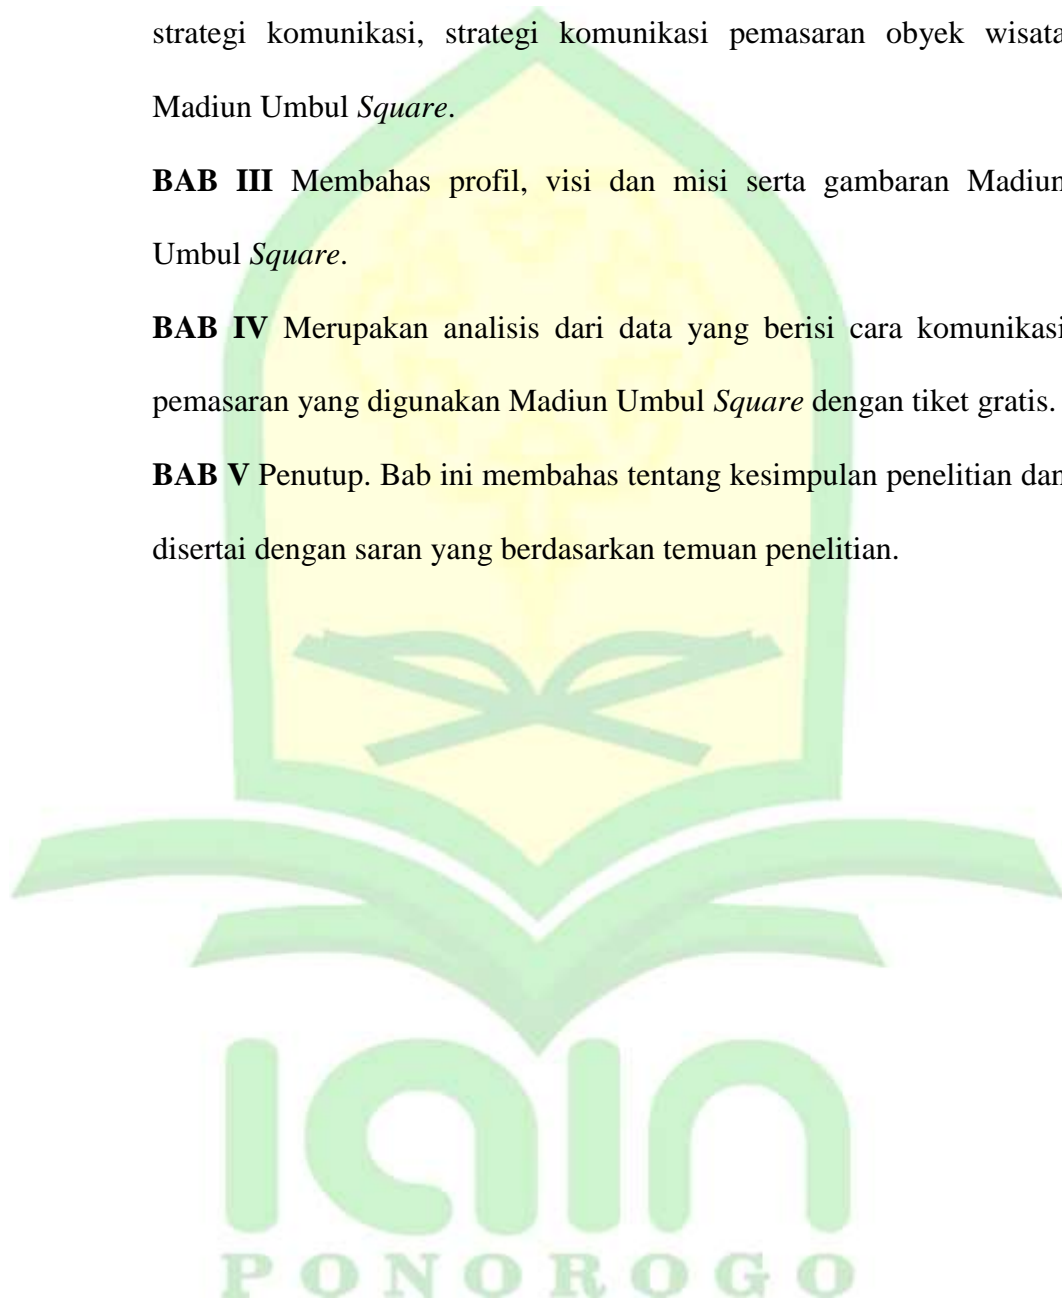 strategi komunikasi, strategi komunikasi pemasaran obyek wisata
Madiun Umbul Square.
BAB III Membahas profil, visi dan misi serta gambaran Madiun
Umbul Square.
BAB IV Merupakan analisis dari data yang berisi cara komunikasi
pemasaran yang digunakan Madiun Umbul Square dengan tiket gratis.
BAB V Penutup. Bab ini membahas tentang kesimpulan penelitian dan
disertai dengan saran yang berdasarkan temuan penelitian.
iain
PONOROGO